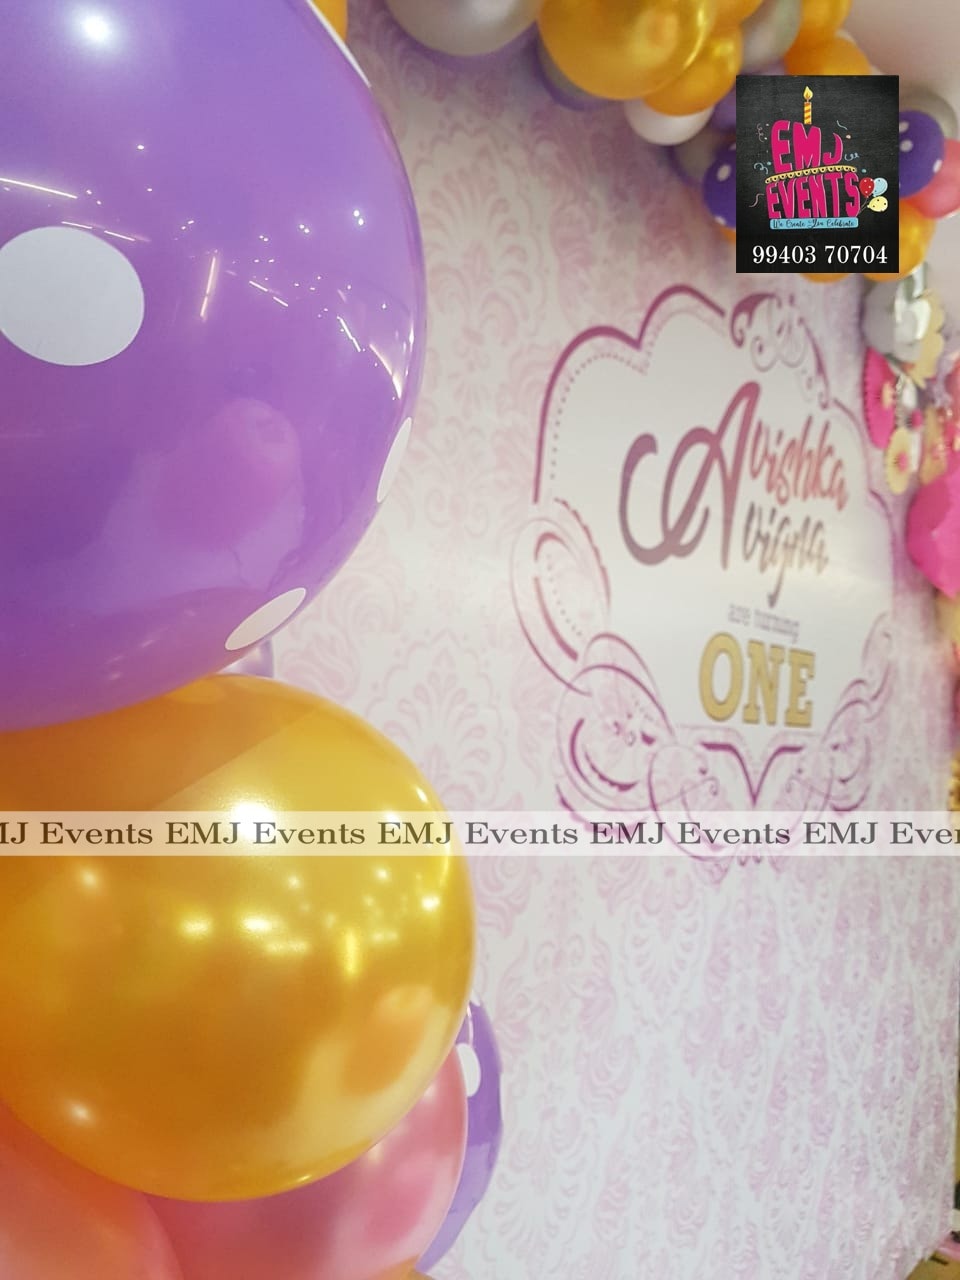 EMJ
EVENTS
We Create - You Celebrate
99403 70704
Avishka
Avigna
are turning
ONE
MJ Events EMJ Events EMJ Events EMJ Events EMJ Even